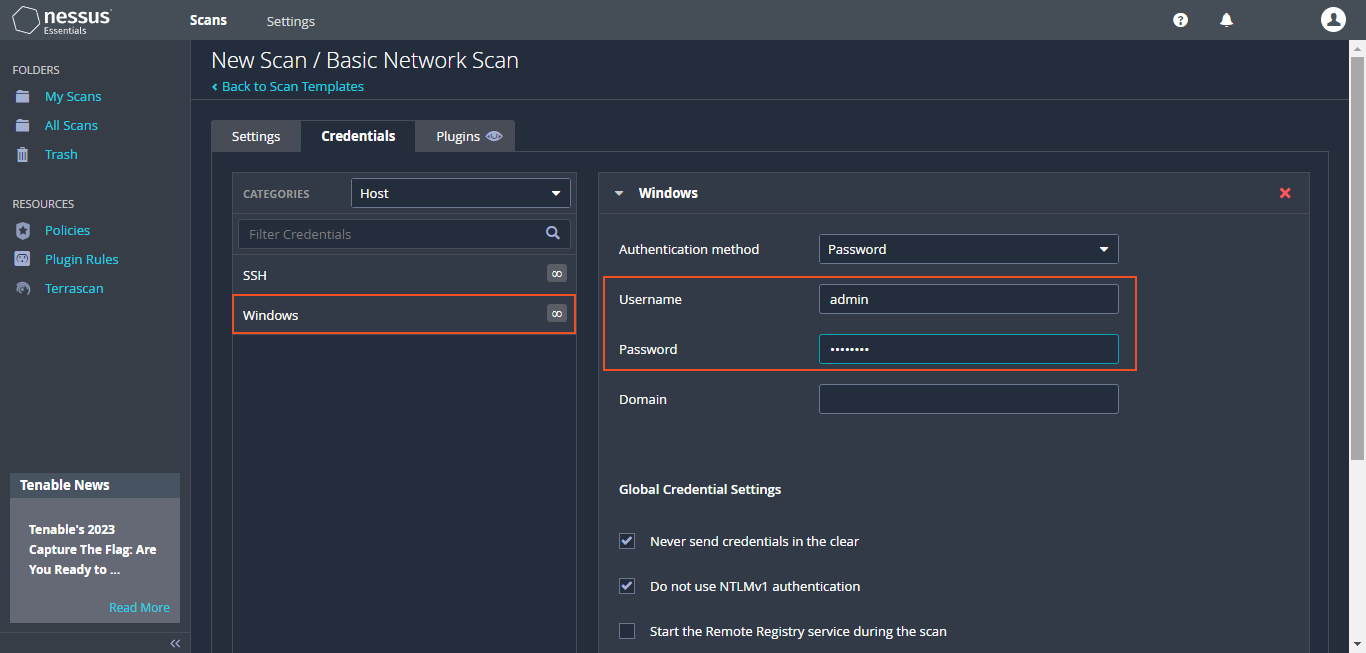 nessus
Essentials
Scans
Settings
FOLDERS
My Scans
All Scans
Trash
RESOURCES
Policies
Plugin Rules
Terrascan
Tenable News
Tenable's 2023
Capture The Flag: Are
You Ready to ...
Read More
New Scan / Basic Network Scan
Back to Scan Templates
Settings
Credentials
Plugins
CATEGORIES Host
Filter Credentials
SSH ∞
Windows ∞
Windows
Authentication method Password
Username admin
Password ••••••••
Domain
Global Credential Settings
Never send credentials in the clear
Do not use NTLMv1 authentication
Start the Remote Registry service during the scan